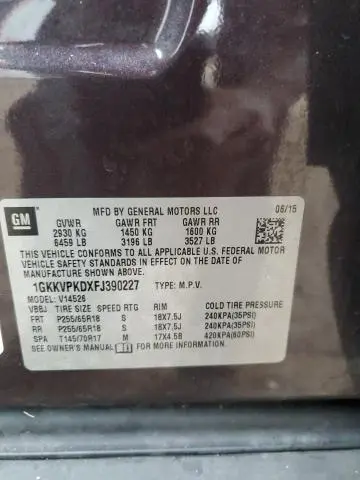 GM
MFD BY GENERAL MOTORS LLC 06/15
GVWR GAWR FRT GAWR RR
2930 KG 1450 KG 1600 KG
6459 LB 3196 LB 3527 LB
THIS VEHICLE CONFORMS TO ALL APPLICABLE U.S. FEDERAL MOTOR
VEHICLE SAFETY STANDARDS IN EFFECT ON THE DATE OF
MANUFACTURE SHOWN ABOVE.
1GKKVPKDXFJ390227 TYPE: M.P.V.
MODEL: V14526
VBBJ TIRE SIZE SPEED RTG RIM COLD TIRE PRESSURE
FRT P255/65R18 S 18X7.5J 240KPA(35PSI)
RR P255/65R18 S 18X7.5J 240KPA(35PSI)
SPA T145/70R17 M 17X4.5B 420KPA(60PSI)
SEE OWNER'S MANUAL FOR ADDITIONAL INFORMATION.